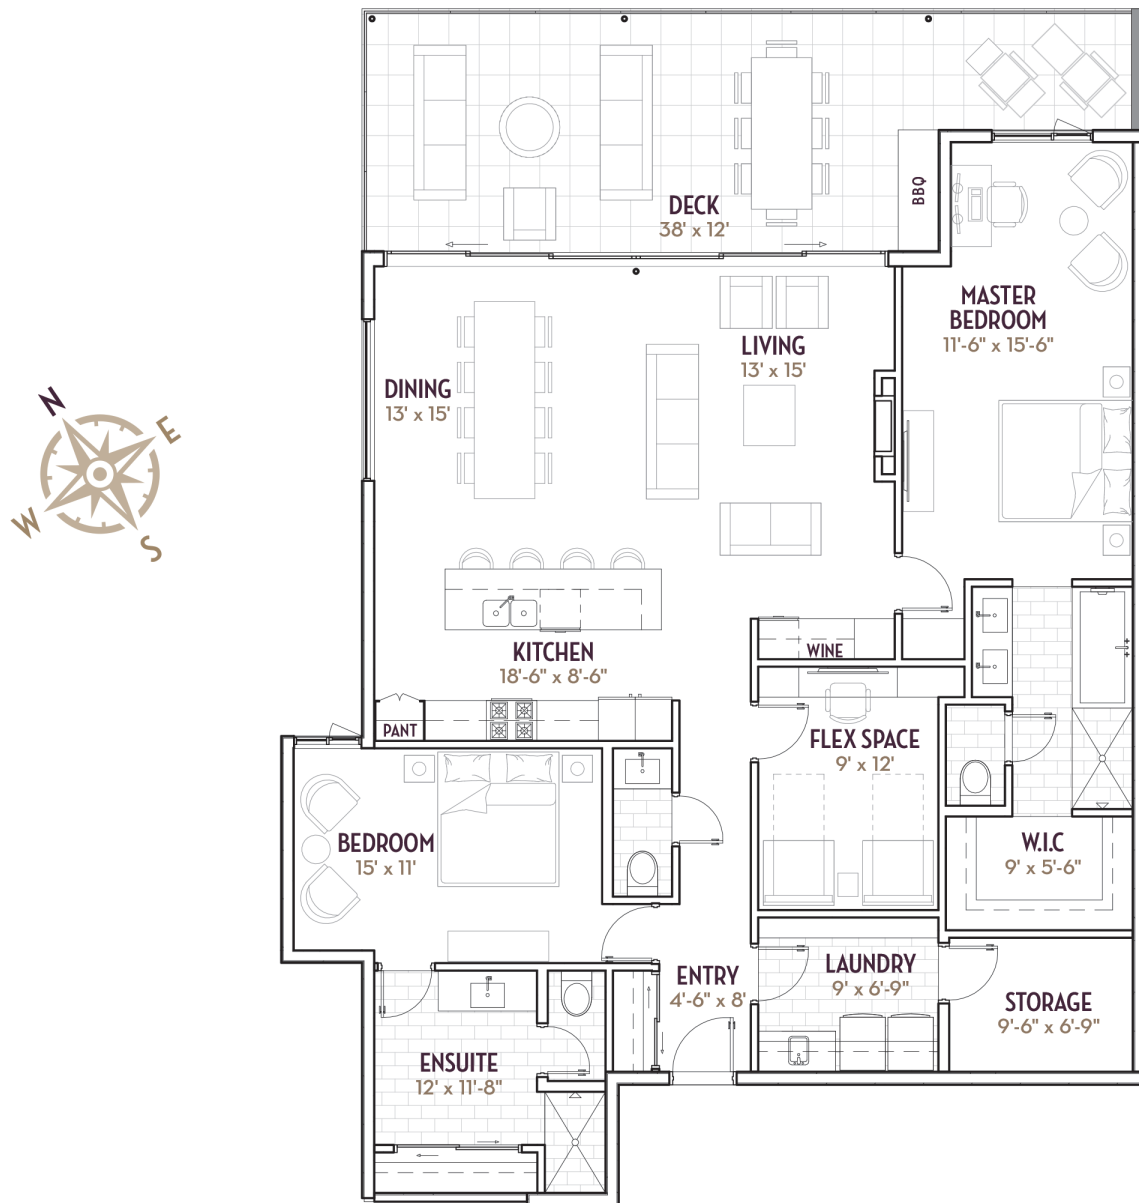 DECK
38' x 12'
BBQ
MASTER
BEDROOM
11'-6" x 15'-6"
LIVING
13' x 15'
DINING
13' x 15'
N
E
W
S
KITCHEN
18'-6" x 8'-6"
WINE
PANT
FLEX SPACE
9' x 12'
BEDROOM
15' x 11'
W.I.C
9' x 5'-6"
ENTRY
4'-6" x 8'
LAUNDRY
9' x 6'-9"
STORAGE
9'-6" x 6'-9"
ENSUITE
12' x 11'-8"